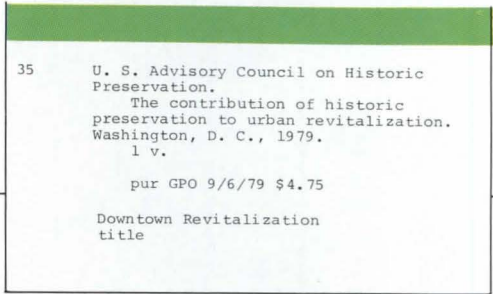 35 U. S. Advisory Council on Historic
Preservation.
The contribution of historic
preservation to urban revitalization.
Washington, D. C., 1979.
1 v.
pur GPO 9/6/79 $4.75
Downtown Revitalization
title